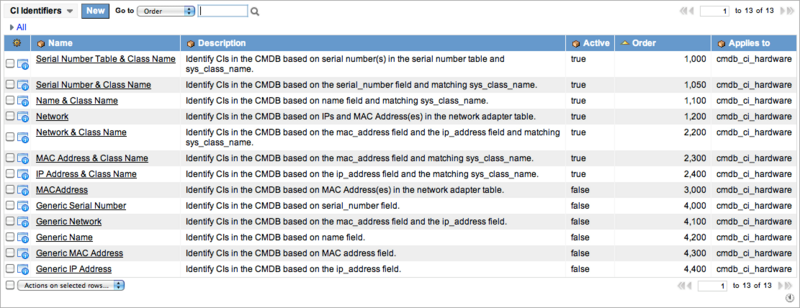 CI Identifiers New Go to Order 1 to 13 of 13
All
Name Description Active Order Applies to
Serial Number Table & Class Name Identify CIs in the CMDB based on serial number(s) in the serial number table and true 1,000 cmdb_ci_hardware
sys_class_name.
Serial Number & Class Name Identify CIs in the CMDB based on the serial_number field and matching sys_class_name. true 1,050 cmdb_ci_hardware
Name & Class Name Identify CIs in the CMDB based on name field and matching sys_class_name. true 1,100 cmdb_ci_hardware
Network Identify CIs in the CMDB based on IPs and MAC Address(es) in the network adapter table. true 1,200 cmdb_ci_hardware
Network & Class Name Identify CIs in the CMDB based on the mac_address field and the ip_address field and matching true 2,200 cmdb_ci_hardware
sys_class_name.
MAC Address & Class Name Identify CIs in the CMDB based on the mac_address field and matching sys_class_name. true 2,300 cmdb_ci_hardware
IP Address & Class Name Identify CIs in the CMDB based on the ip_address field and matching sys_class_name. true 2,400 cmdb_ci_hardware
MACAddress Identify CIs in the CMDB based on MAC Address(es) in the network adapter table. false 3,000 cmdb_ci_hardware
Generic Serial Number Identify CIs in the CMDB based on serial_number field. false 4,000 cmdb_ci_hardware
Generic Network Identify CIs in the CMDB based on the mac_address field and the ip_address field. false 4,100 cmdb_ci_hardware
Generic Name Identify CIs in the CMDB based on name field. false 4,200 cmdb_ci_hardware
Generic MAC Address Identify CIs in the CMDB based on MAC address field. false 4,300 cmdb_ci_hardware
Generic IP Address Identify CIs in the CMDB based on the ip_address field. false 4,400 cmdb_ci_hardware
Actions on selected rows... 1 to 13 of 13